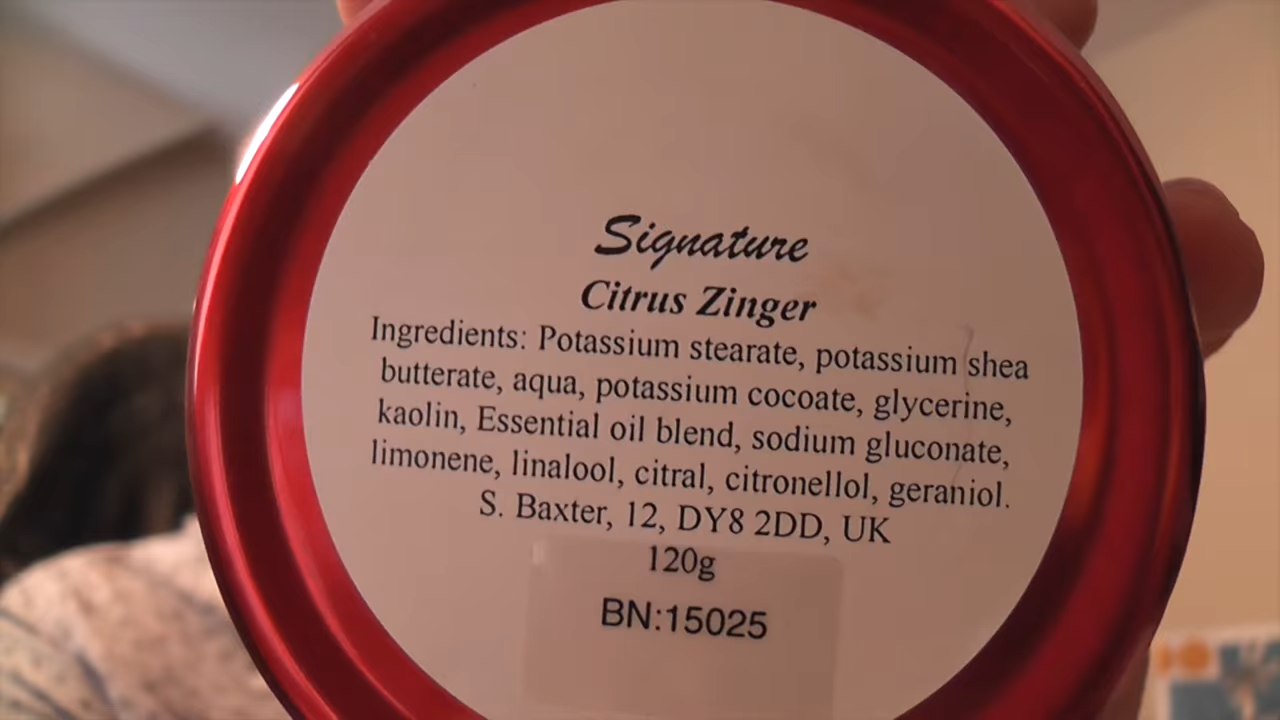 Signature
Citrus Zinger
Ingredients: Potassium stearate, potassium shea
butterate, aqua, potassium cocoate, glycerine,
kaolin, Essential oil blend, sodium gluconate,
limonene, linalool, citral, citronellol, geraniol.
S. Baxter, 12, DY8 2DD, UK
120g
BN:15025